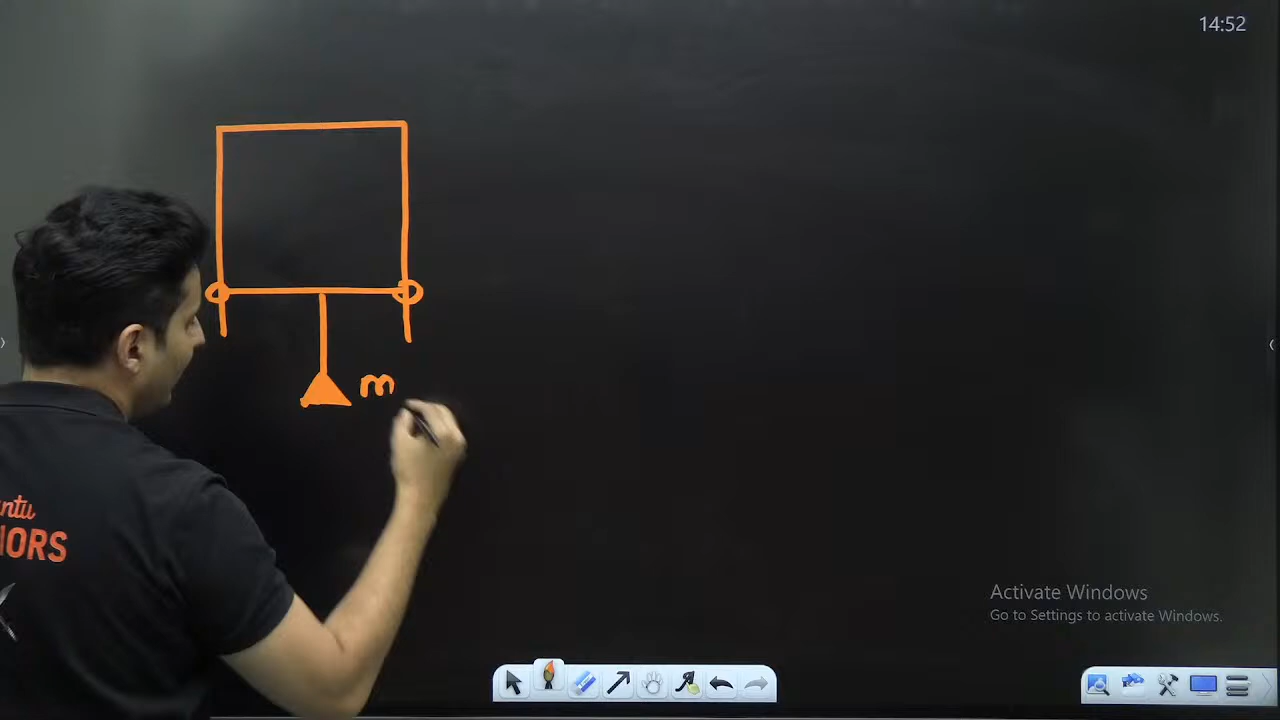 14:52
m
ntu
IORS
Activate Windows
Go to Settings to activate Windows.